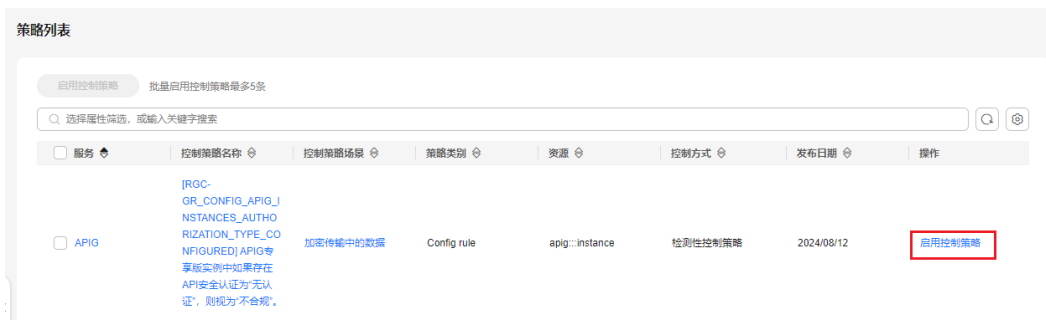 策略列表
启用控制策略 批量启用控制策略最多5条
选择属性筛选，或输入关键字搜索
服务 控制策略名称 控制策略场景 策略类别 资源 控制方式 发布日期 操作
[RGC-
GR_CONFIG_APIG_I
NSTANCES_AUTHO
RIZATION_TYPE_CO
NFIGURED] APIG专
享版实例中如果存在
API安全认证为“无认
证”，则视为“不合规”。
APIG 加密传输中的数据 Config rule apig:::instance 检测性控制策略 2024/08/12 启用控制策略